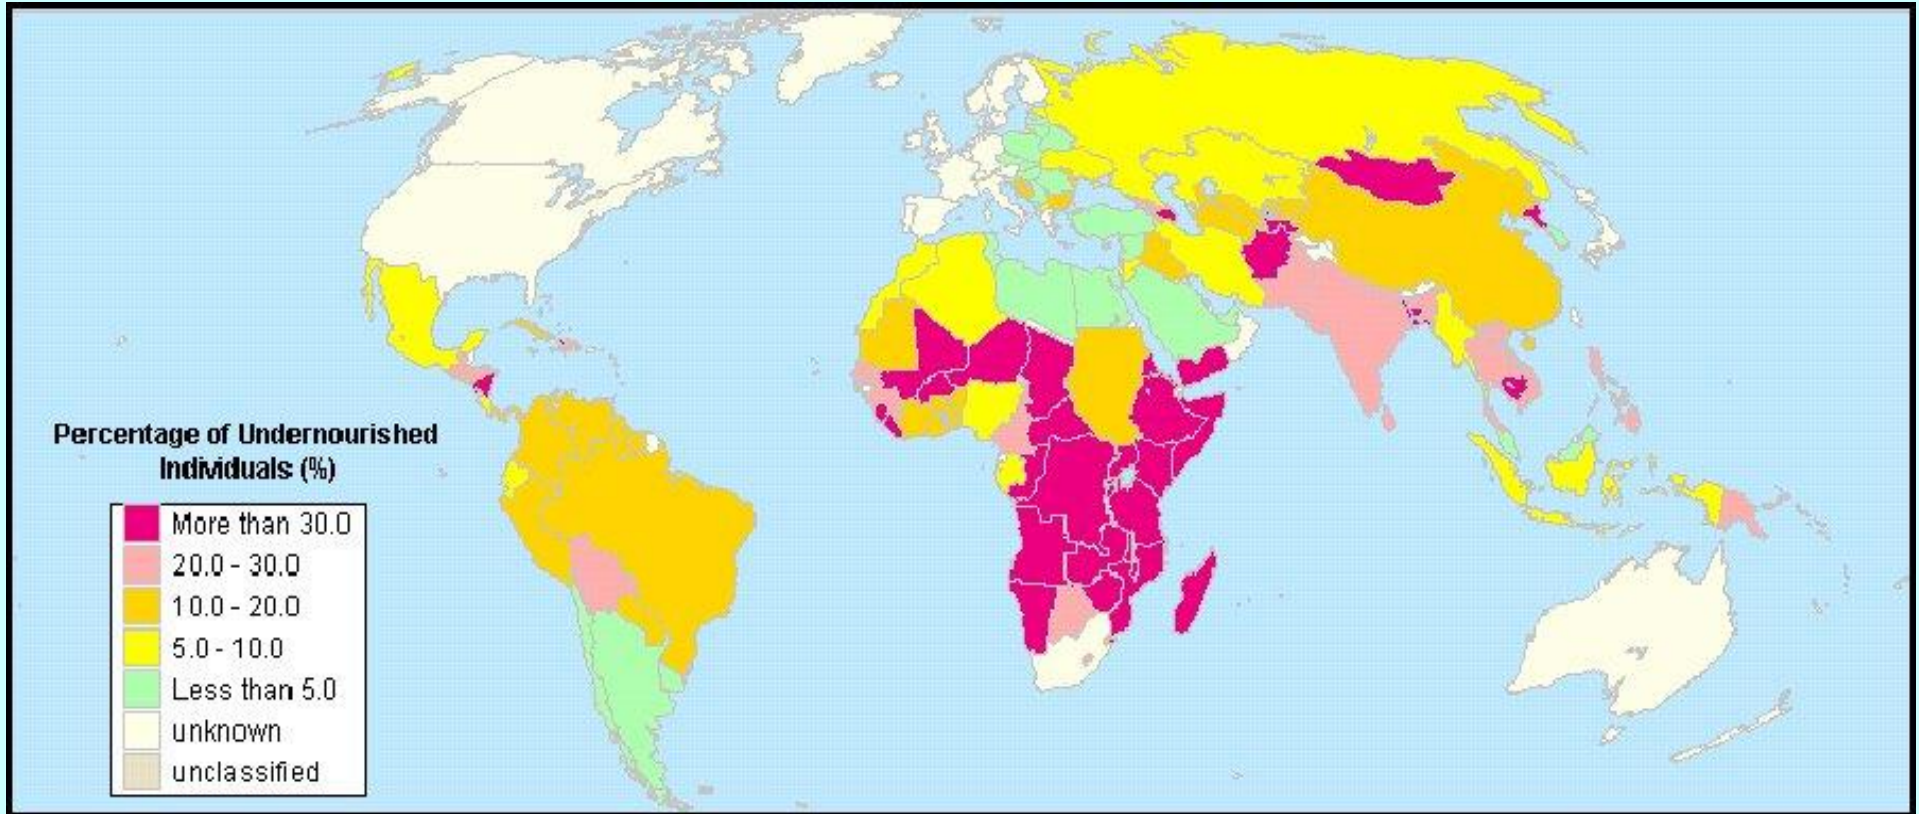 Percentage of Undernourished
Individuals (%)
More than 30.0
20.0 - 30.0
10.0 - 20.0
5.0 - 10.0
Less than 5.0
unknown
unclassified